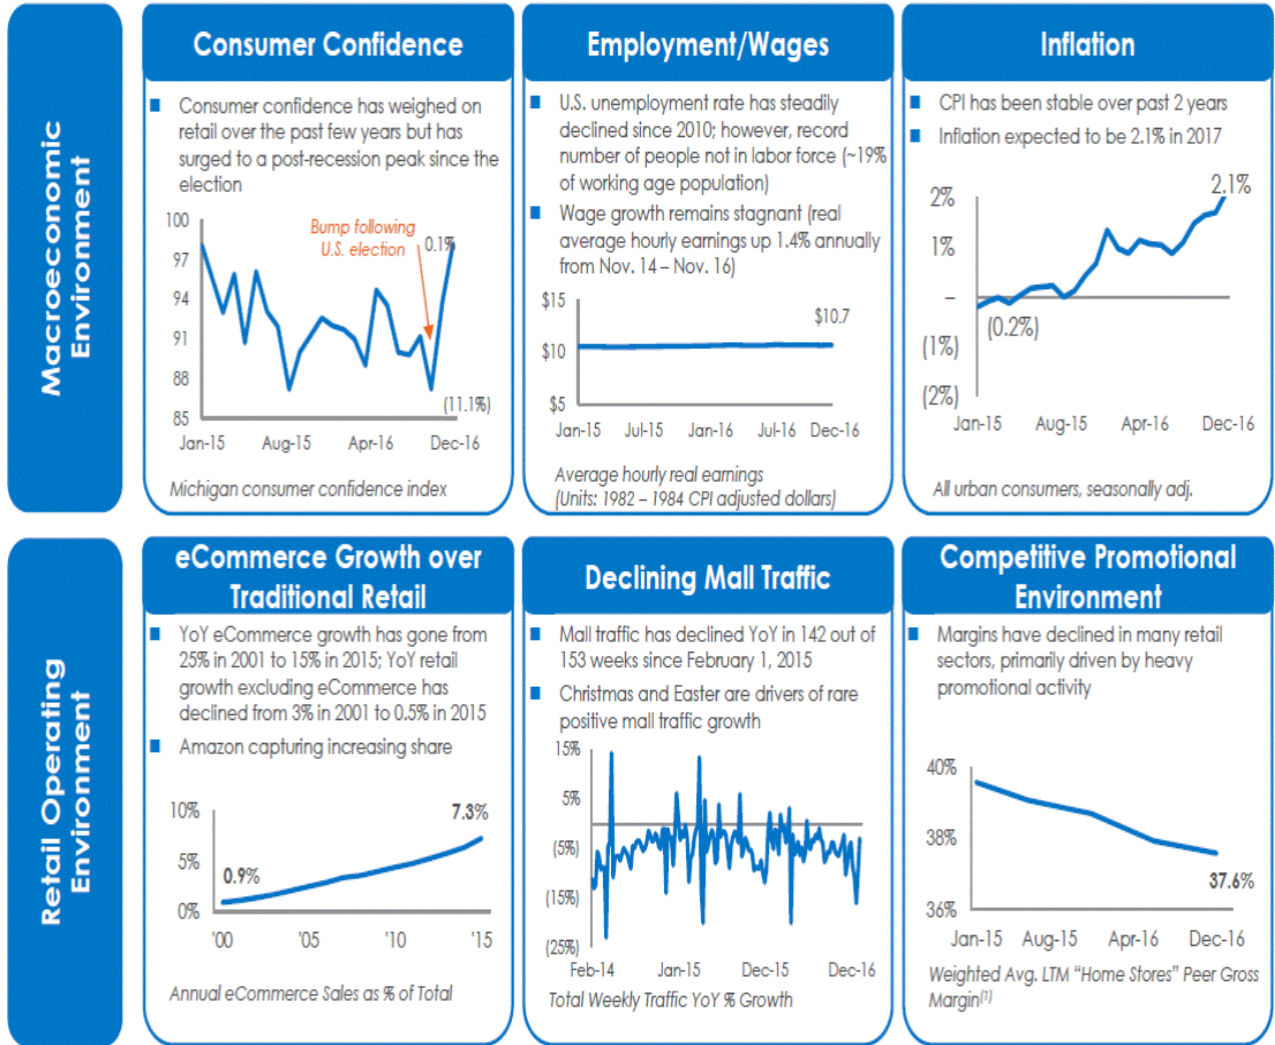 Macroeconomic
Environment
Consumer Confidence
Consumer confidence has weighed on
retail over the past few years but has
surged to a post-recession peak since the
election
100
97
94
91
88
85
Bump following
U.S. election
0.1%
(11.1%)
Jan-15 Aug-15 Apr-16 Dec-16
Michigan consumer confidence index
Employment/Wages
U.S. unemployment rate has steadily
declined since 2010; however, record
number of people not in labor force (~19%
of working age population)
Wage growth remains stagnant (real
average hourly earnings up 1.4% annually
from Nov. 14 – Nov. 16)
$15
$10
$5
$10.7
Jan-15 Jul-15 Jan-16 Jul-16 Dec-16
Average hourly real earnings
(Units: 1982 – 1984 CPI adjusted dollars)
Inflation
CPI has been stable over past 2 years
Inflation expected to be 2.1% in 2017
2%
1%
–
(1%)
(2%)
2.1%
(0.2%)
Jan-15 Aug-15 Apr-16 Dec-16
All urban consumers, seasonally adj.
Retail Operating
Environment
eCommerce Growth over
Traditional Retail
YoY eCommerce growth has gone from
25% in 2001 to 15% in 2015; YoY retail
growth excluding eCommerce has
declined from 3% in 2001 to 0.5% in 2015
Amazon capturing increasing share
10%
5%
0%
0.9%
7.3%
'00 '05 '10 '15
Annual eCommerce Sales as % of Total
Declining Mall Traffic
Mall traffic has declined YoY in 142 out of
153 weeks since February 1, 2015
Christmas and Easter are drivers of rare
positive mall traffic growth
15%
5%
(5%)
(15%)
(25%)
Feb-14 Jan-15 Dec-15 Dec-16
Total Weekly Traffic YoY % Growth
Competitive Promotional
Environment
Margins have declined in many retail
sectors, primarily driven by heavy
promotional activity
40%
38%
36%
37.6%
Jan-15 Aug-15 Apr-16 Dec-16
Weighted Avg. LTM “Home Stores” Peer Gross
Margin(1)